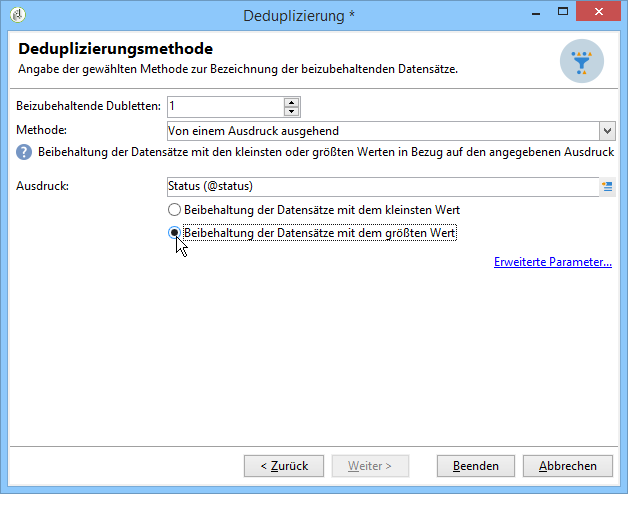 Deduplizierung *
Deduplizierungsmethode
Angabe der gewählten Methode zur Bezeichnung der beizubehaltenden Datensätze.
Beizubehaltende Dubletten: 1
Methode: Von einem Ausdruck ausgehend
? Beibehaltung der Datensätze mit den kleinsten oder größten Werten in Bezug auf den angegebenen Ausdruck
Ausdruck: Status (@status)
Beibehaltung der Datensätze mit dem kleinsten Wert
Beibehaltung der Datensätze mit dem größten Wert
Erweiterte Parameter...
< Zurück Weiter > Beenden Abbrechen